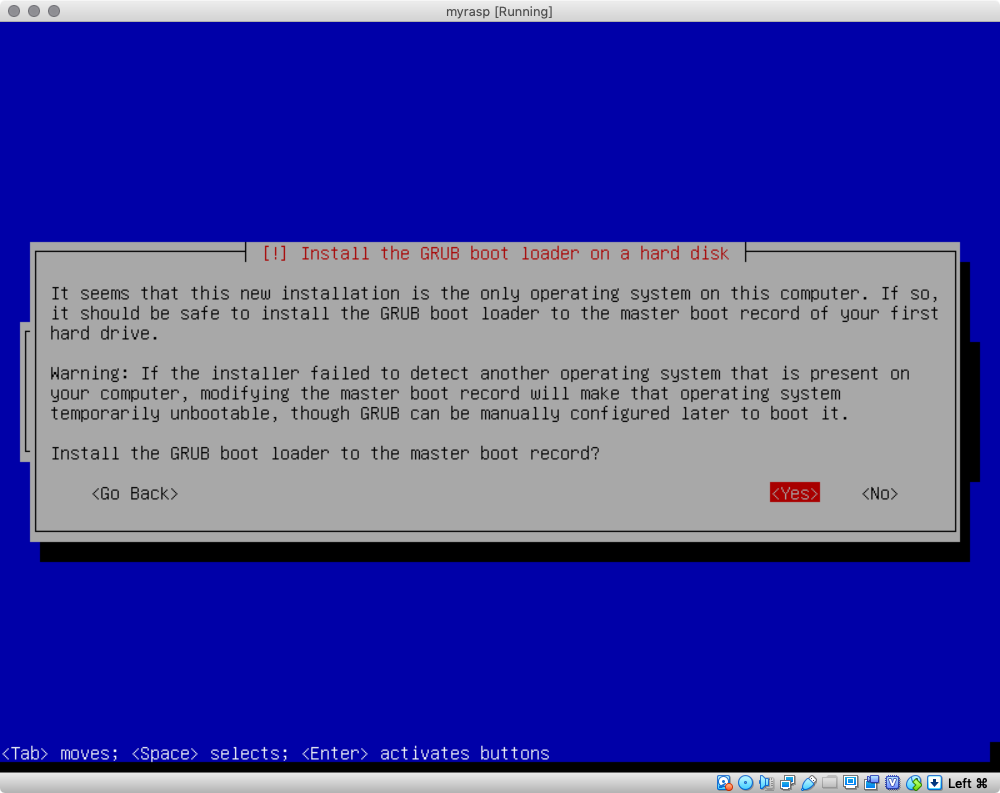 myrasp [Running]
[!] Install the GRUB boot loader on a hard disk
It seems that this new installation is the only operating system on this computer. If so,
it should be safe to install the GRUB boot loader to the master boot record of your first
hard drive.
Warning: If the installer failed to detect another operating system that is present on
your computer, modifying the master boot record will make that operating system
temporarily unbootable, though GRUB can be manually configured later to boot it.
Install the GRUB boot loader to the master boot record?
<Go Back> <Yes> <No>
<Tab> moves; <Space> selects; <Enter> activates buttons
Left ⌘